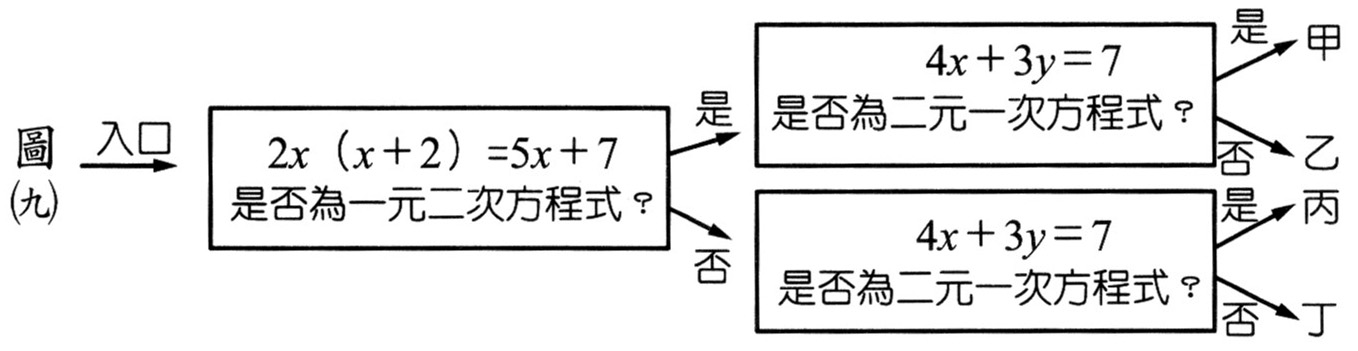 圖
(九)
入口
2x（x+2）=5x+7
是否為一元二次方程式？
是
否
4x+3y=7
是否為二元一次方程式？
是
甲
否
乙
4x+3y=7
是否為二元一次方程式？
是
丙
否
丁